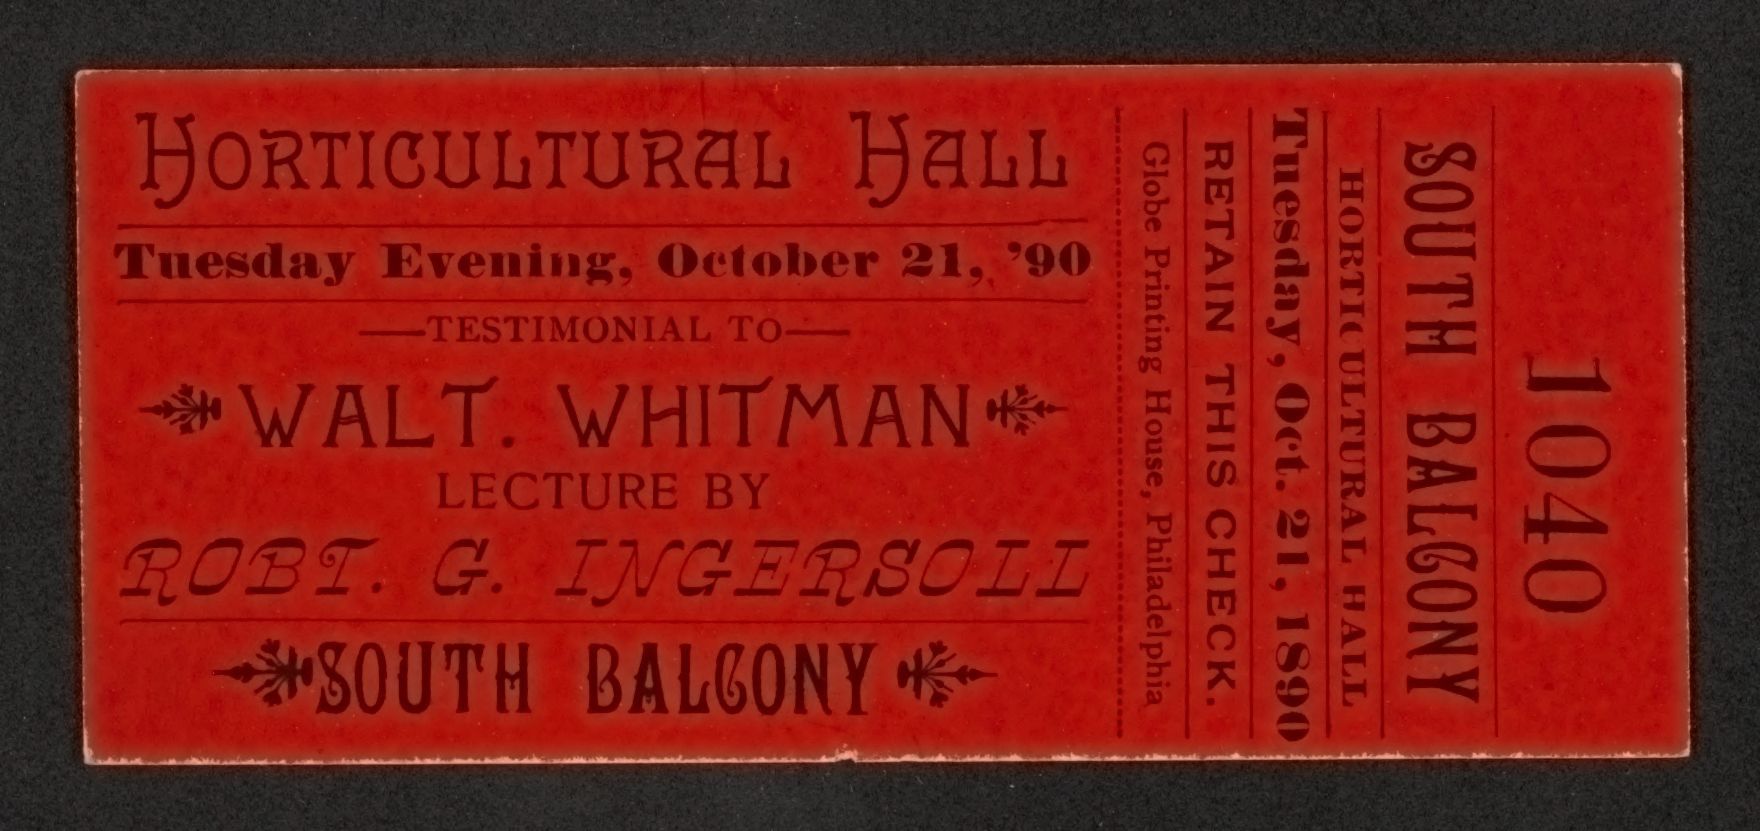 HORTICULTURAL HALL
Tuesday Evening, October 21, '90
—TESTIMONIAL TO—
WALT. WHITMAN
LECTURE BY
ROBT. G. INGERSOLL
SOUTH BALCONY
Globe Printing House, Philadelphia
RETAIN THIS CHECK.
Tuesday, Oct. 21, 1890
HORTICULTURAL HALL
SOUTH BALCONY
1040